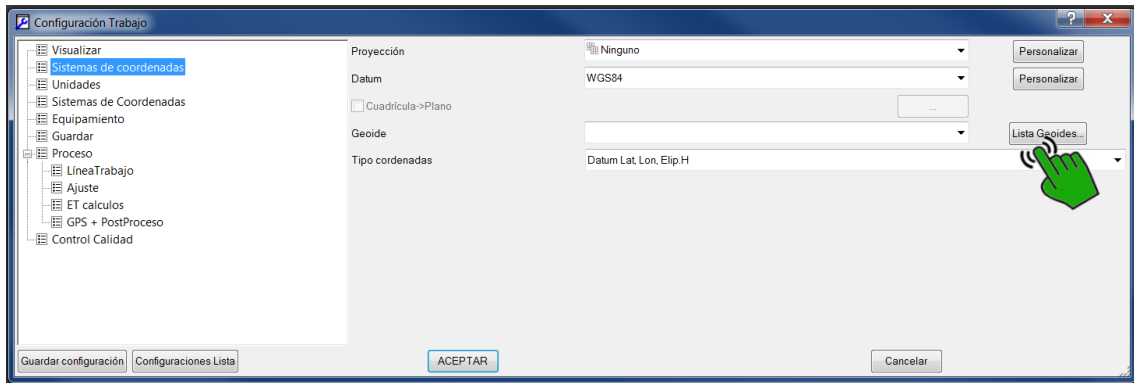 Configuración Trabajo
Visualizar
Sistemas de coordenadas
Unidades
Sistemas de Coordenadas
Equipamiento
Guardar
Proceso
LíneaTrabajo
Ajuste
ET calculos
GPS + PostProceso
Control Calidad
Proyección Ninguno Personalizar
Datum WGS84 Personalizar
Cuadrícula->Plano ...
Geoide Lista Geoides...
Tipo cordenadas Datum Lat, Lon, Elip.H
Guardar configuración Configuraciones Lista ACEPTAR Cancelar